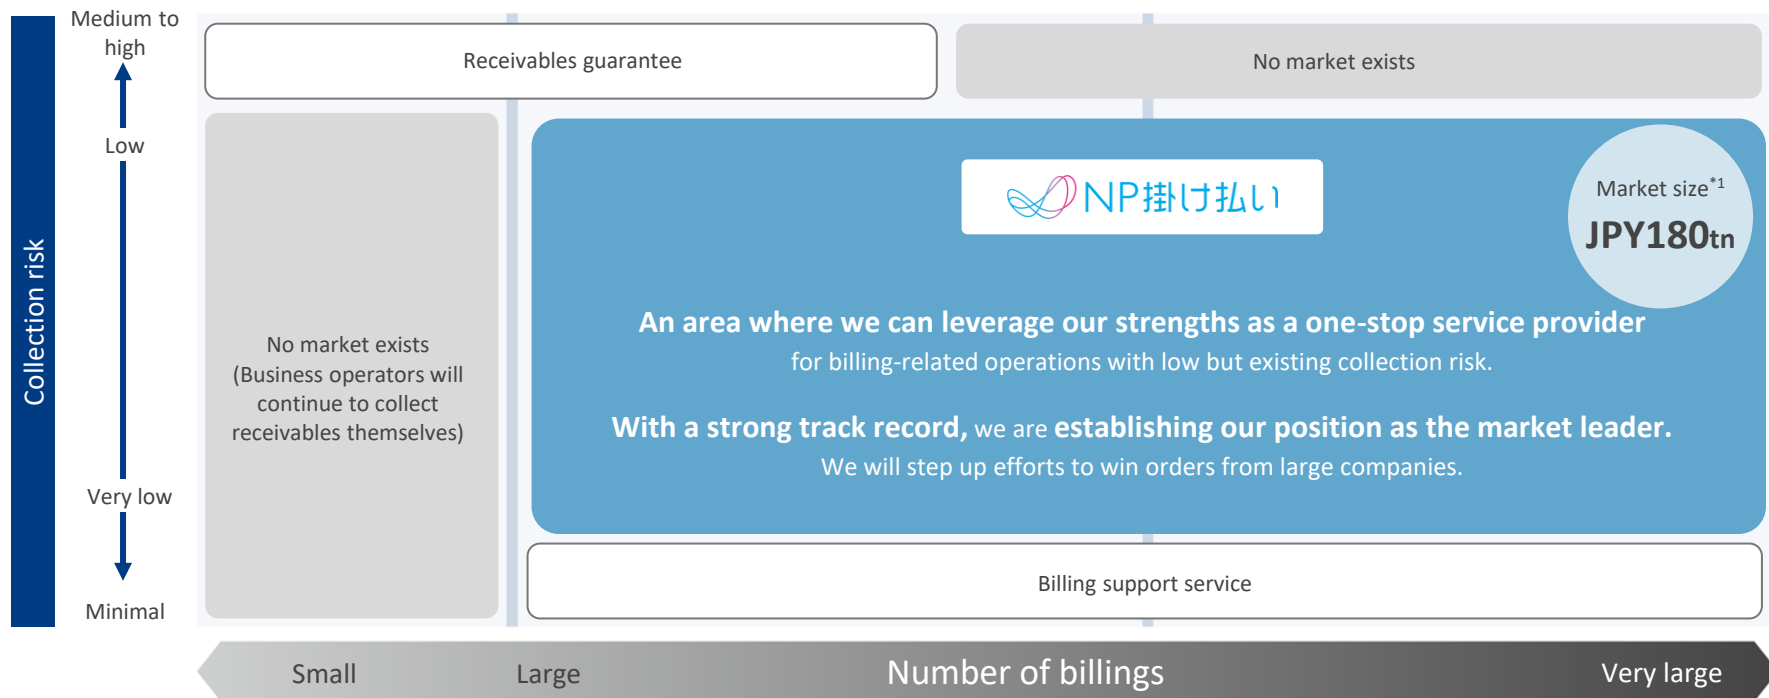 Collection risk
Medium to
high
Low
Very low
Minimal
Receivables guarantee
No market exists
No market exists
(Business operators will
continue to collect
receivables themselves)
NP掛け払い
Market size*1
JPY180tn
An area where we can leverage our strengths as a one-stop service provider
for billing-related operations with low but existing collection risk.
With a strong track record, we are establishing our position as the market leader.
We will step up efforts to win orders from large companies.
Billing support service
Small
Large
Number of billings
Very large